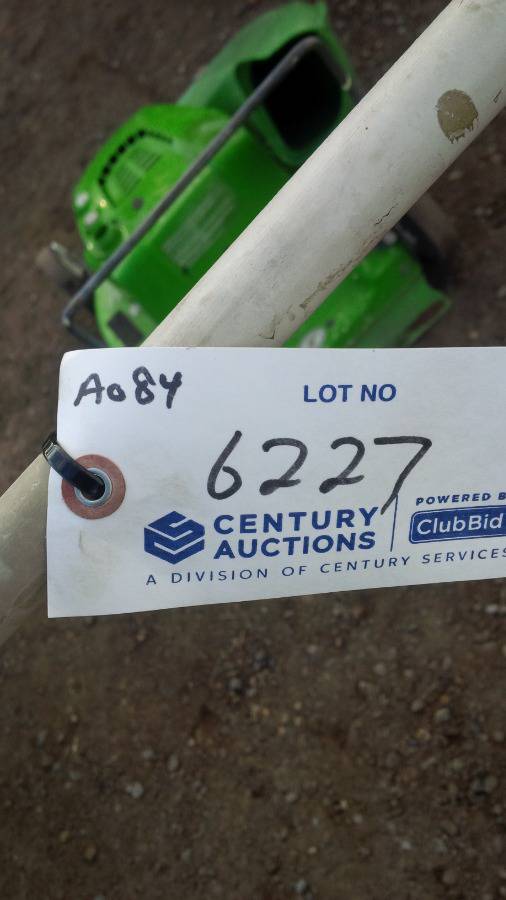 A084
LOT NO
6227
CENTURY
AUCTIONS
POWERED B
ClubBid
A DIVISION OF CENTURY SERVICES